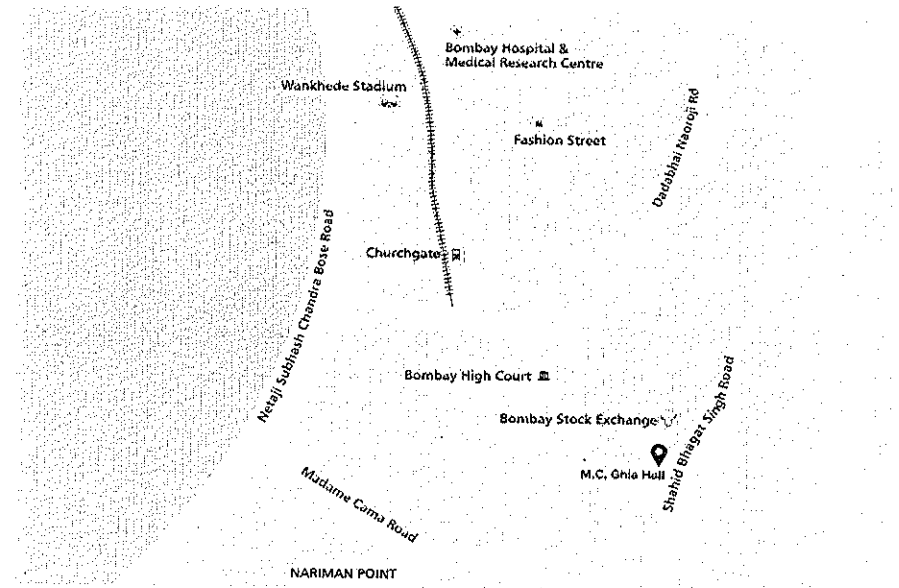 Bombay Hospital &
Medical Research Centre
Wankhede Stadium
Fashion Street
Dadabhai Naoroji Rd
Netaji Subhash Chandra Bose Road
Churchgate
Bombay High Court
Bombay Stock Exchange
M.C. Ghia Hall
Shahid Bhagat Singh Road
Madame Cama Road
NARIMAN POINT